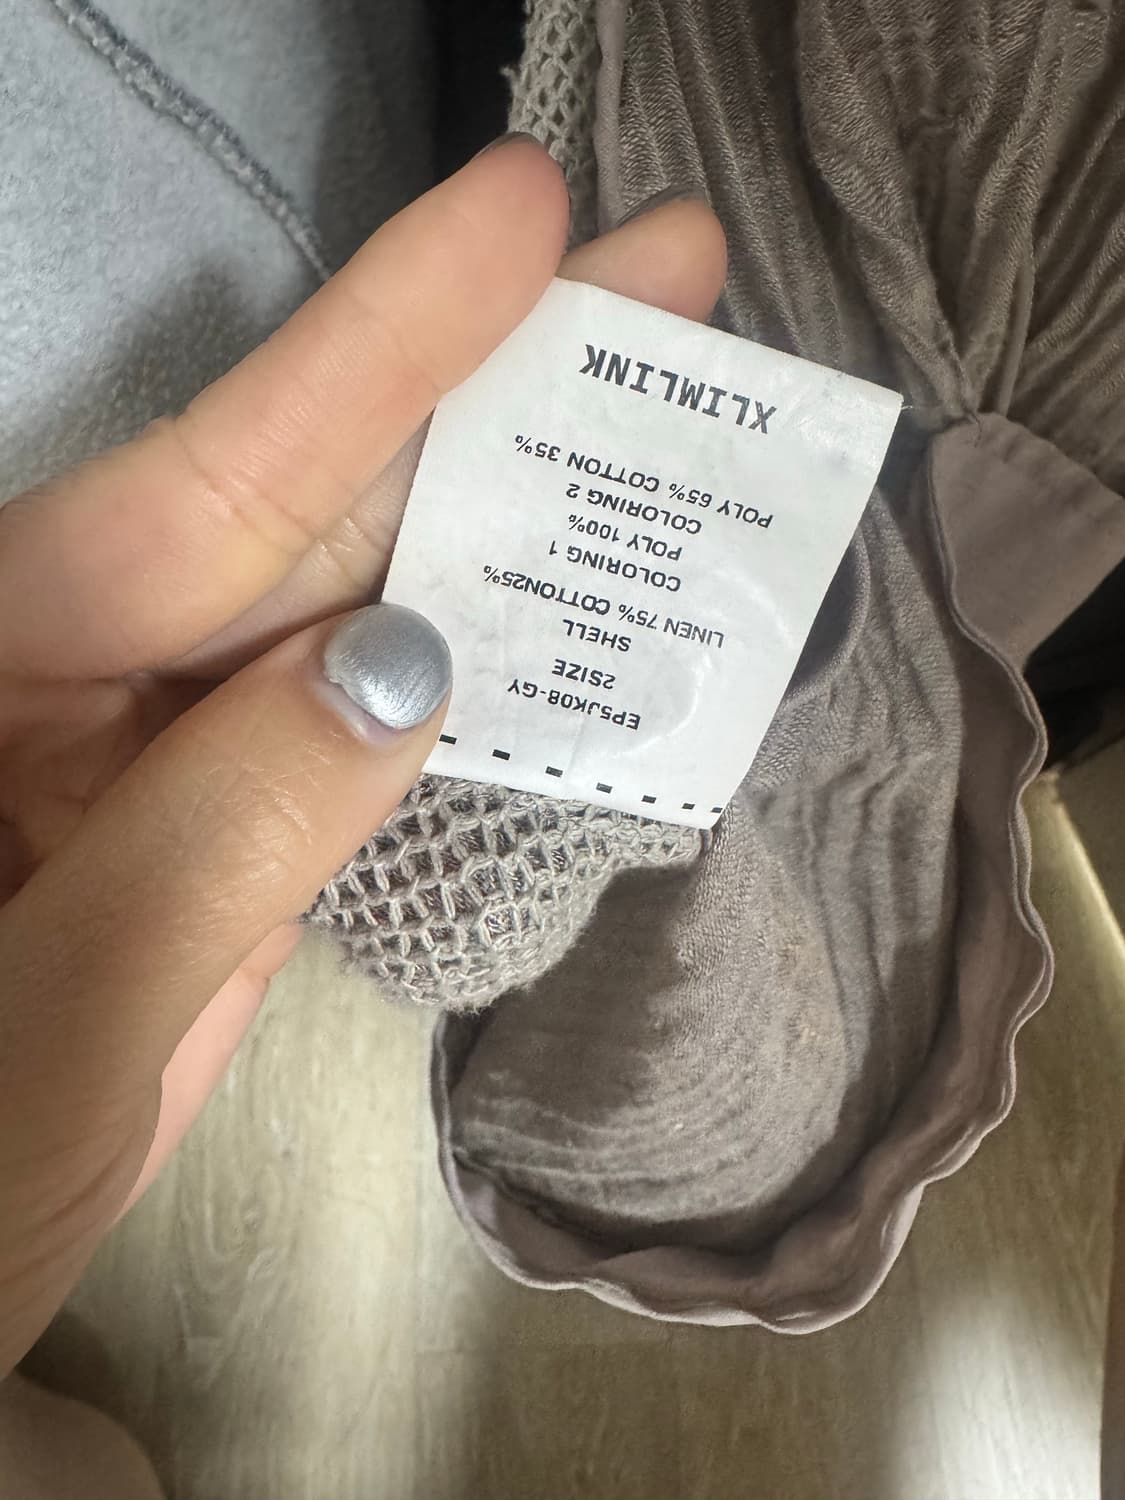 EP5JK08-GY
2SIZE
SHELL
LINEN 75% COTTON25%
COLORING 1
POLY 100%
COLORING 2
POLY 65% COTTON 35%
XLIMLINK